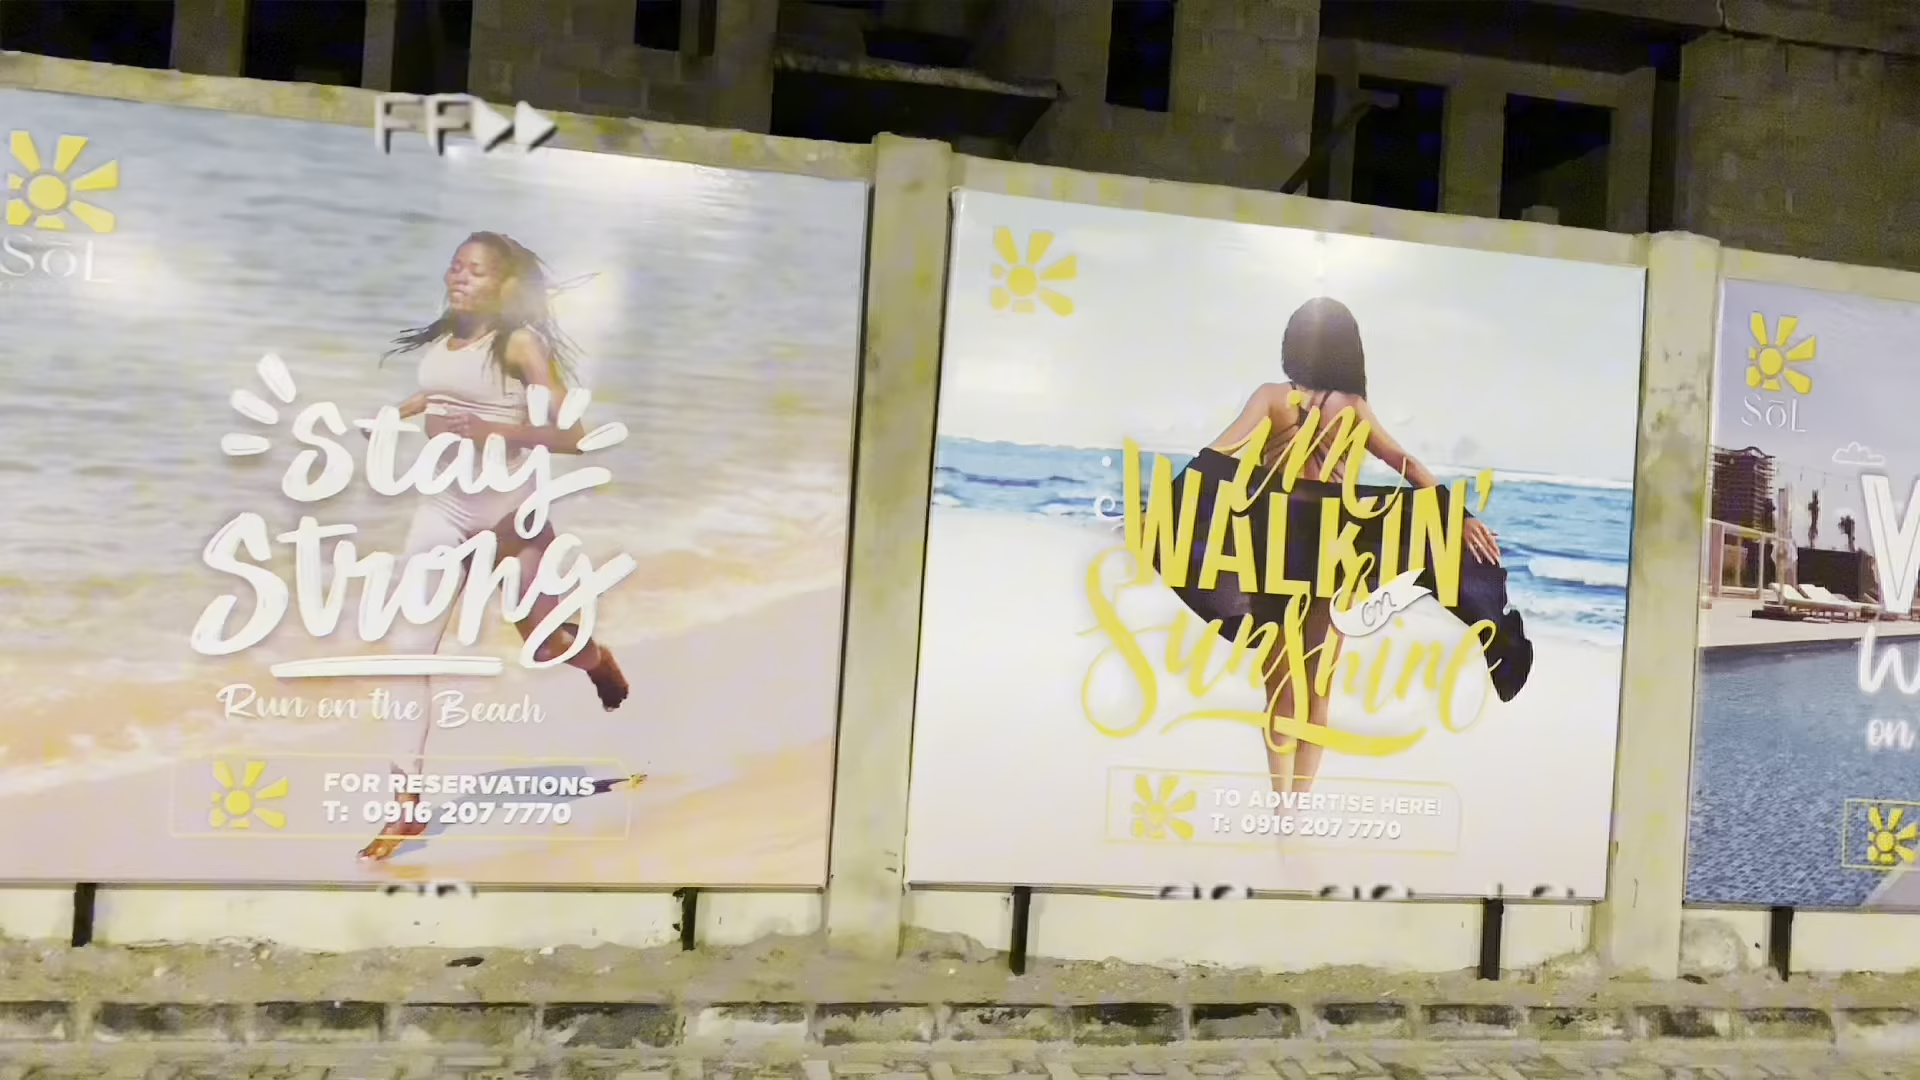 FF
SōL
Stay
Strong
Run on the Beach
FOR RESERVATIONS
T: 0916 207 7770
i'm
WALKIN'
on
Sunshine
TO ADVERTISE HERE!
T: 0916 207 7770
SōL
on